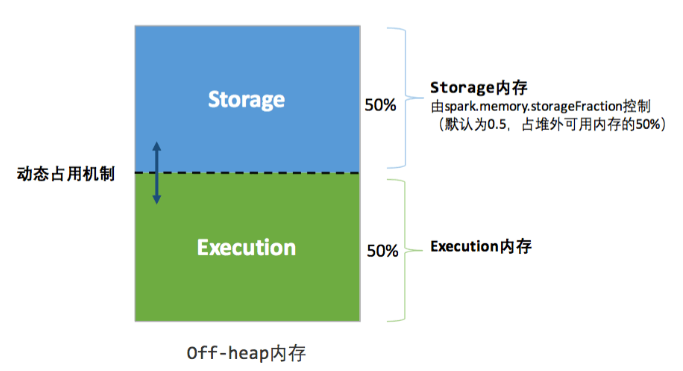 Storage
50%
Storage内存
由spark.memory.storageFraction控制
（默认为0.5，占堆外可用内存的50%）
动态占用机制
Execution
50%
Execution内存
Off-heap内存